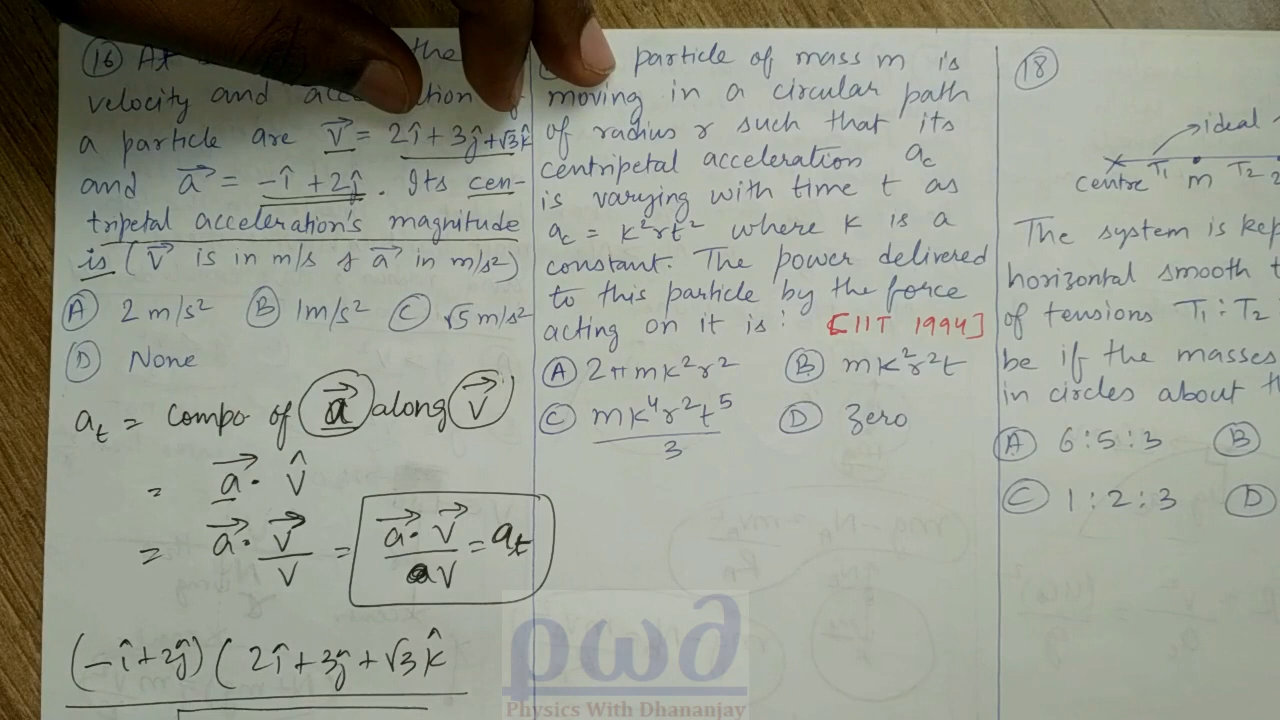 16 At the
velocity and
a particle are v⃗ = 2î + 3ĵ + √3k̂
and a⃗ = -î + 2ĵ. Its cen-
tripetal acceleration's magnitude
is (v⃗ is in m/s & a⃗ in m/s²)
A 2 m/s² B 1m/s² C √5 m/s²
D None
a_t = compo of a⃗ along v⃗
= a⃗ · v̂
= a⃗ · v⃗/v = a⃗ · v⃗/v = a_t
(-î + 2ĵ) (2î + 3ĵ + √3 k̂
particle of mass m is
moving in a circular path
of radius r such that its
centripetal acceleration a_c
is varying with time t as
a_c = k²rt² where k is a
constant. The power delivered
to this particle by the force
acting on it is: [IIT 1994]
A 2πmk²r² B mk²r²t
C mk⁴r²t⁵/3 D Zero
18
ideal
centre T₁ m T₂
The system is
horizontal smooth
of tensions T₁ : T₂
be if the masses
in circles about
A 6:5:3 B
C 1:2:3 D
pwd
Physics With Dhananjay